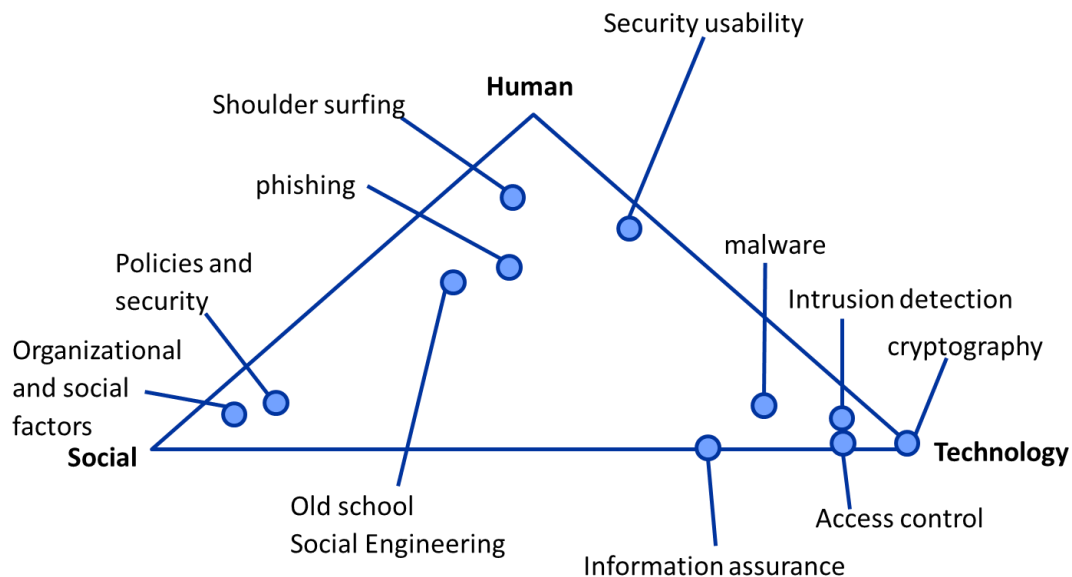 Security usability
Human
Shoulder surfing
phishing
malware
Policies and
security
Intrusion detection
Organizational
and social
factors
cryptography
Social
Technology
Old school
Social Engineering
Access control
Information assurance